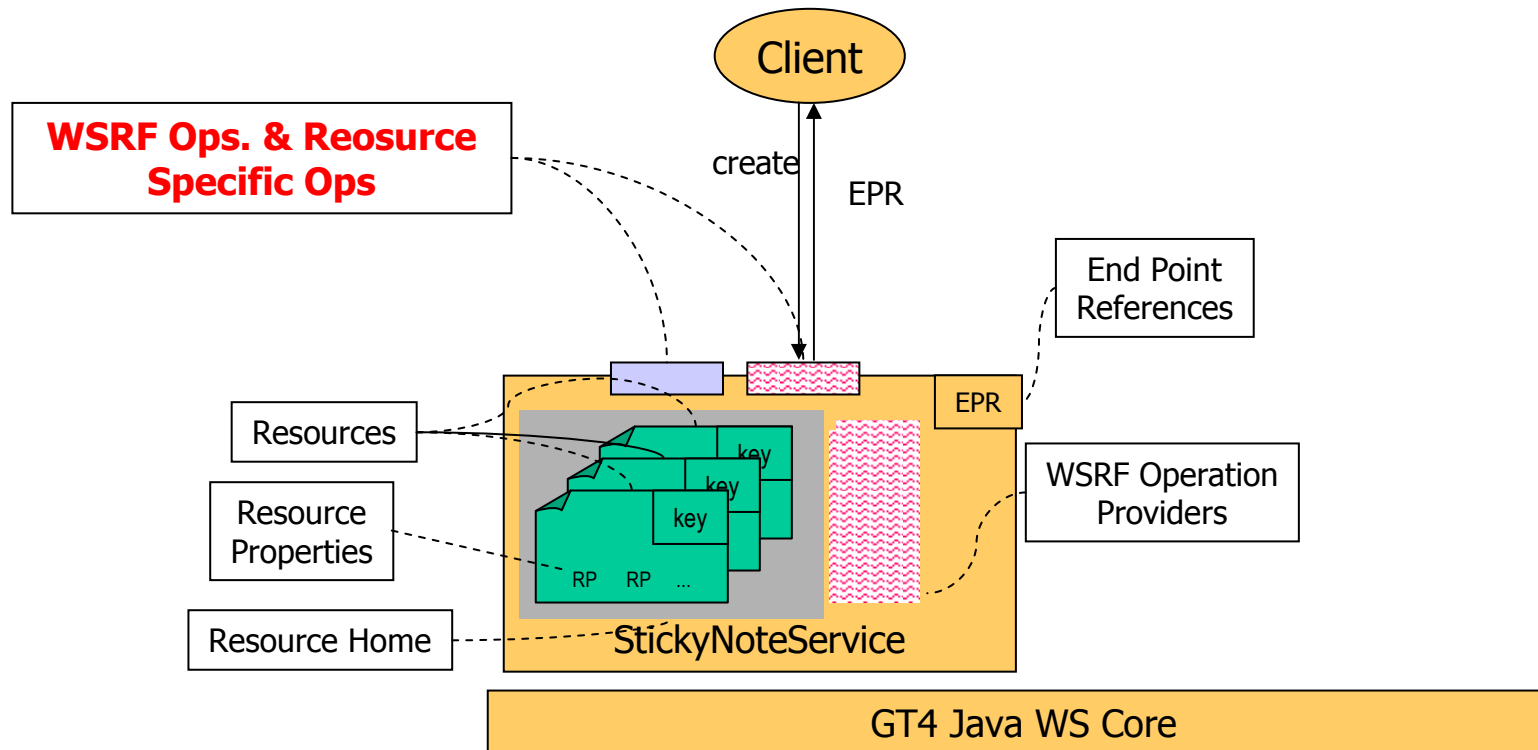 Client
WSRF Ops. & Reosurce
Specific Ops
create
EPR
End Point
References
EPR
Resources
key
key
key
WSRF Operation
Providers
Resource
Properties
RP RP ...
Resource Home
StickyNoteService
GT4 Java WS Core